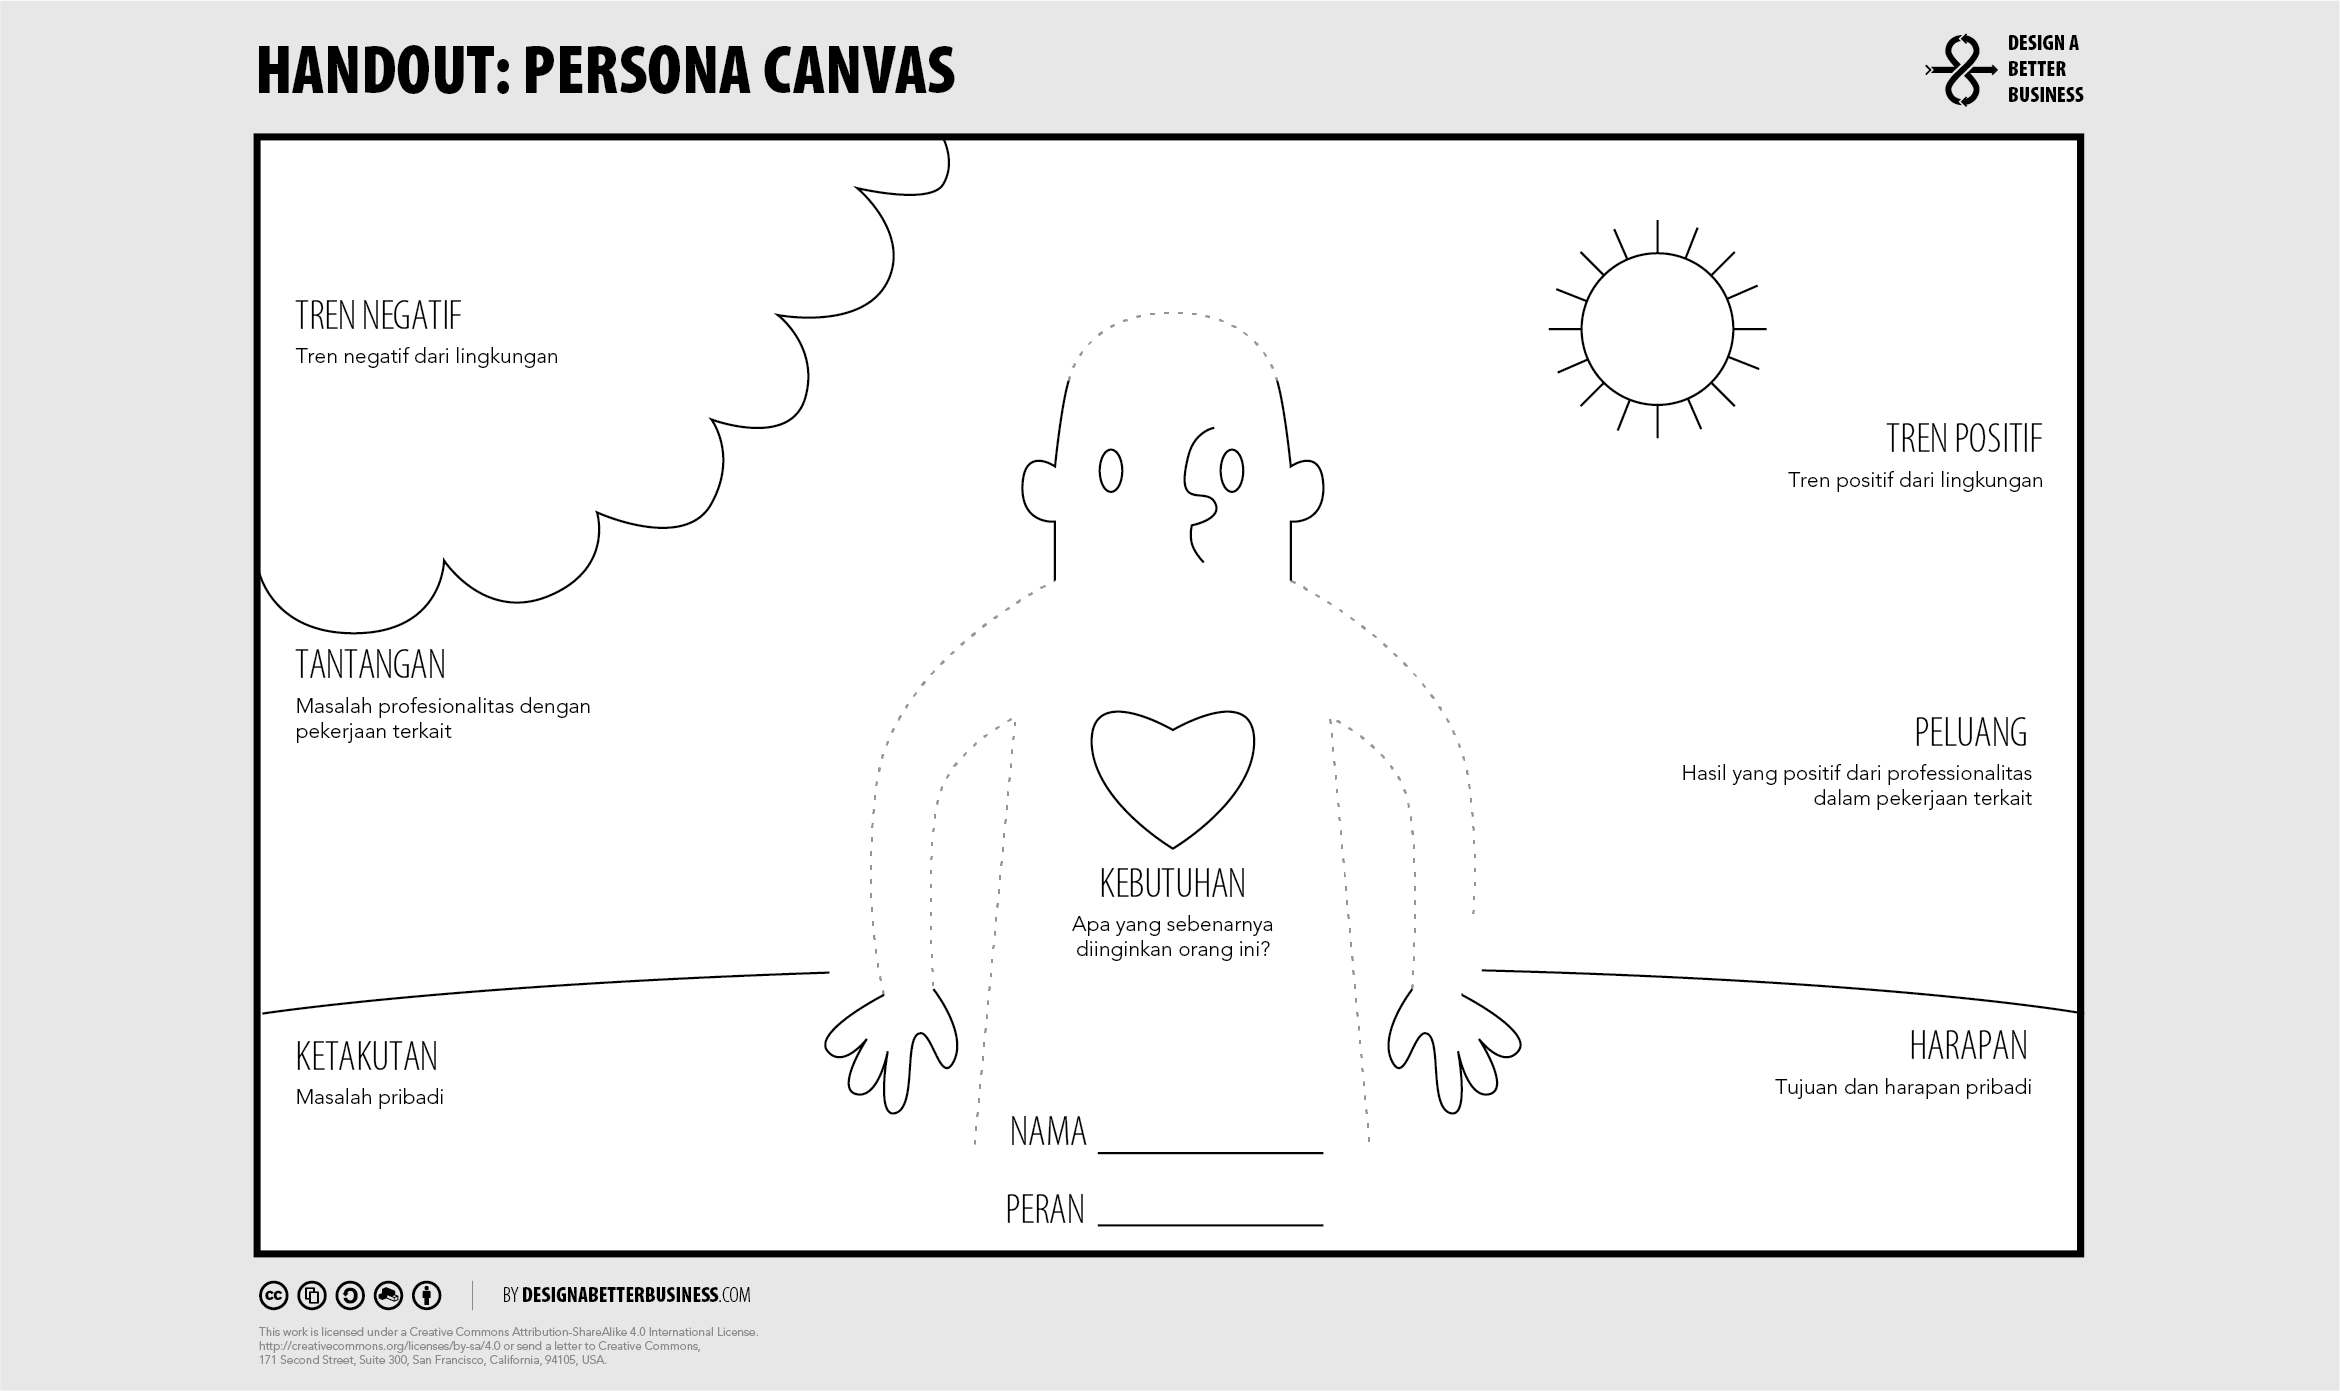 HANDOUT: PERSONA CANVAS
DESIGN A
BETTER
BUSINESS
TREN NEGATIF
Tren negatif dari lingkungan
TREN POSITIF
Tren positif dari lingkungan
TANTANGAN
Masalah profesionalitas dengan
pekerjaan terkait
PELUANG
Hasil yang positif dari professionalitas
dalam pekerjaan terkait
KEBUTUHAN
Apa yang sebenarnya
diinginkan orang ini?
KETAKUTAN
Masalah pribadi
HARAPAN
Tujuan dan harapan pribadi
NAMA
PERAN
cc
BY DESIGNABETTERBUSINESS.COM
This work is licensed under a Creative Commons Attribution-ShareAlike 4.0 International License.
http://creativecommons.org/licenses/by-sa/4.0 or send a letter to Creative Commons,
171 Second Street, Suite 300, San Francisco, California, 94105, USA.